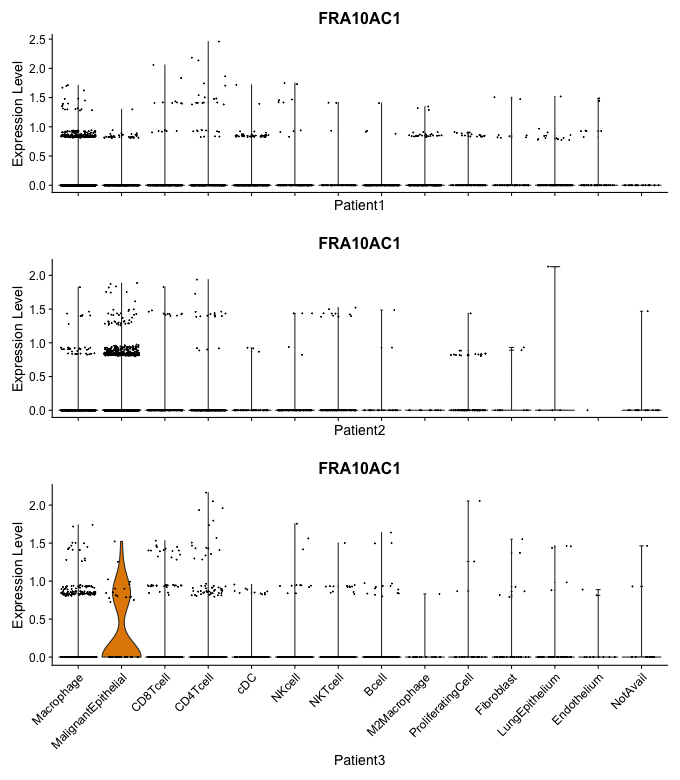 FRA10AC1
Expression Level
2.5
2.0
1.5
1.0
0.5
0.0
Patient1
FRA10AC1
Expression Level
2.0
1.5
1.0
0.5
0.0
Patient2
FRA10AC1
Expression Level
2.0
1.5
1.0
0.5
0.0
Macrophage
MalignantEpithelial
CD8Tcell
CD4Tcell
cDC
NKcell
NKTcell
Bcell
M2Macrophage
ProliferatingCell
Fibroblast
LungEpithelium
Endothelium
NotAvail
Patient3